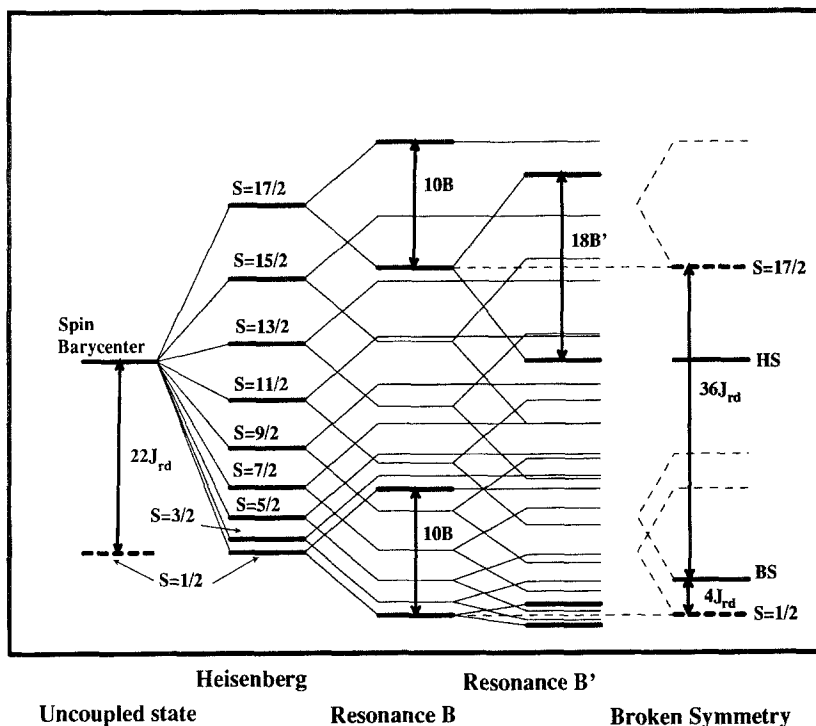 S=17/2
10B
18B'
S=15/2
S=17/2
S=13/2
Spin
Barycenter
HS
S=11/2
36J_rd
S=9/2
22J_rd
S=7/2
S=5/2
S=3/2
10B
S=1/2
BS
4J_rd
S=1/2
Heisenberg
Resonance B'
Uncoupled state
Resonance B
Broken Symmetry